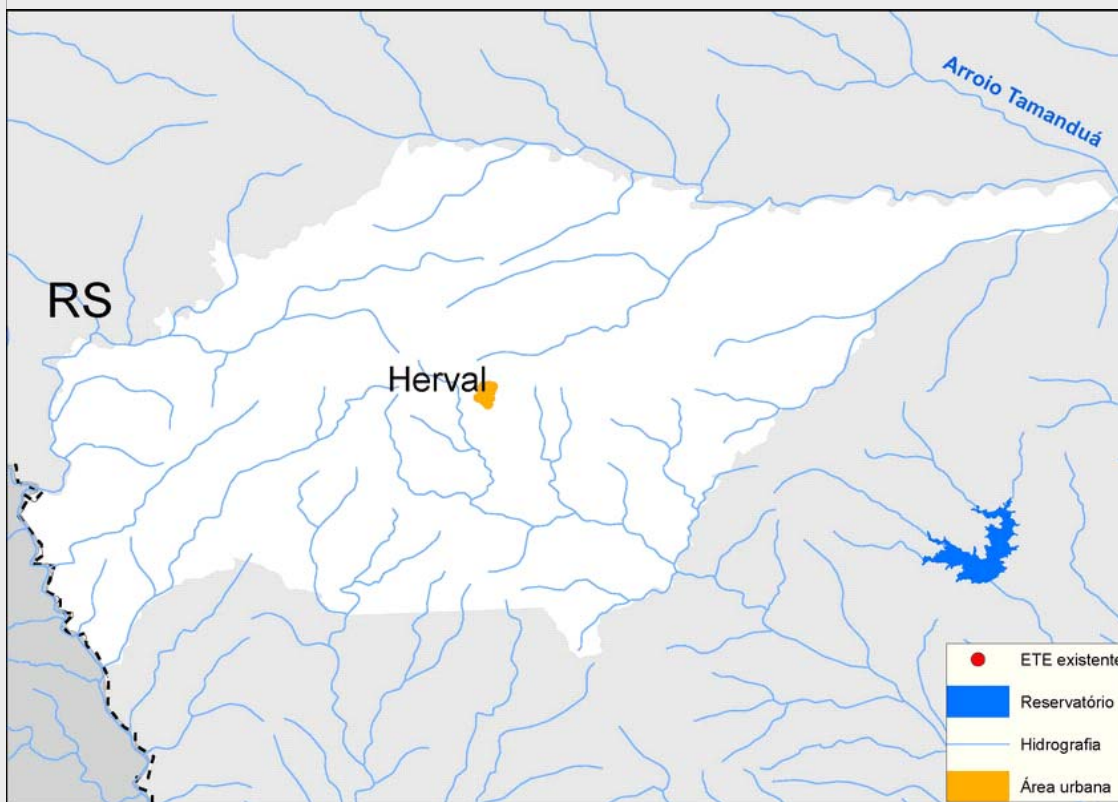 Arroio Tamanduá
RS
Herval
ETE existente
Reservatório
Hidrografia
Área urbana